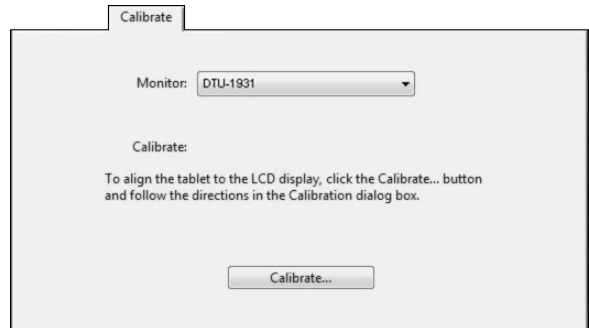 Calibrate
Monitor: DTU-1931
Calibrate:
To align the tablet to the LCD display, click the Calibrate... button
and follow the directions in the Calibration dialog box.
Calibrate...